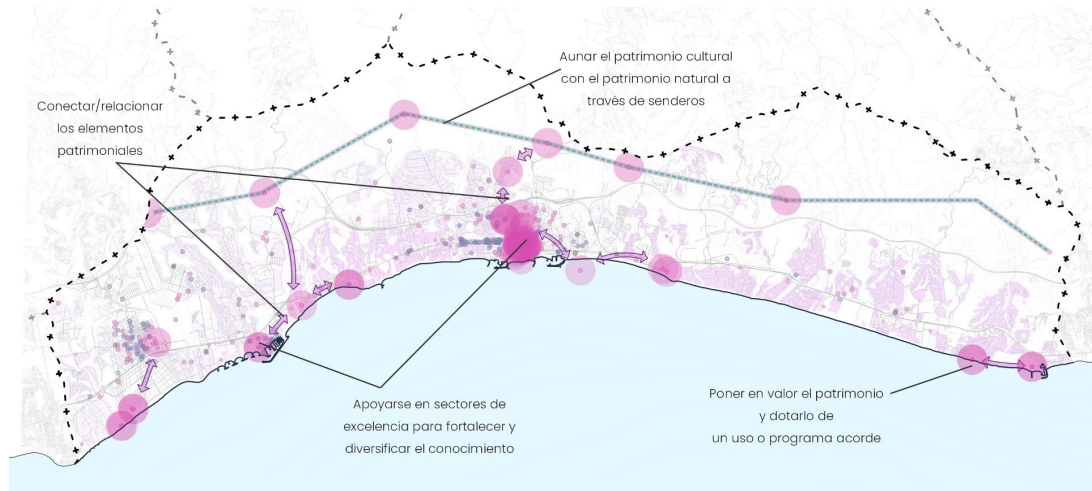 Aunar el patrimonio cultural
con el patrimonio natural a
través de senderos
Conectar/relacionar
los elementos
patrimoniales
Apoyarse en sectores de
excelencia para fortalecer y
diversificar el conocimiento
Poner en valor el patrimonio
y dotarlo de
un uso o programa acorde